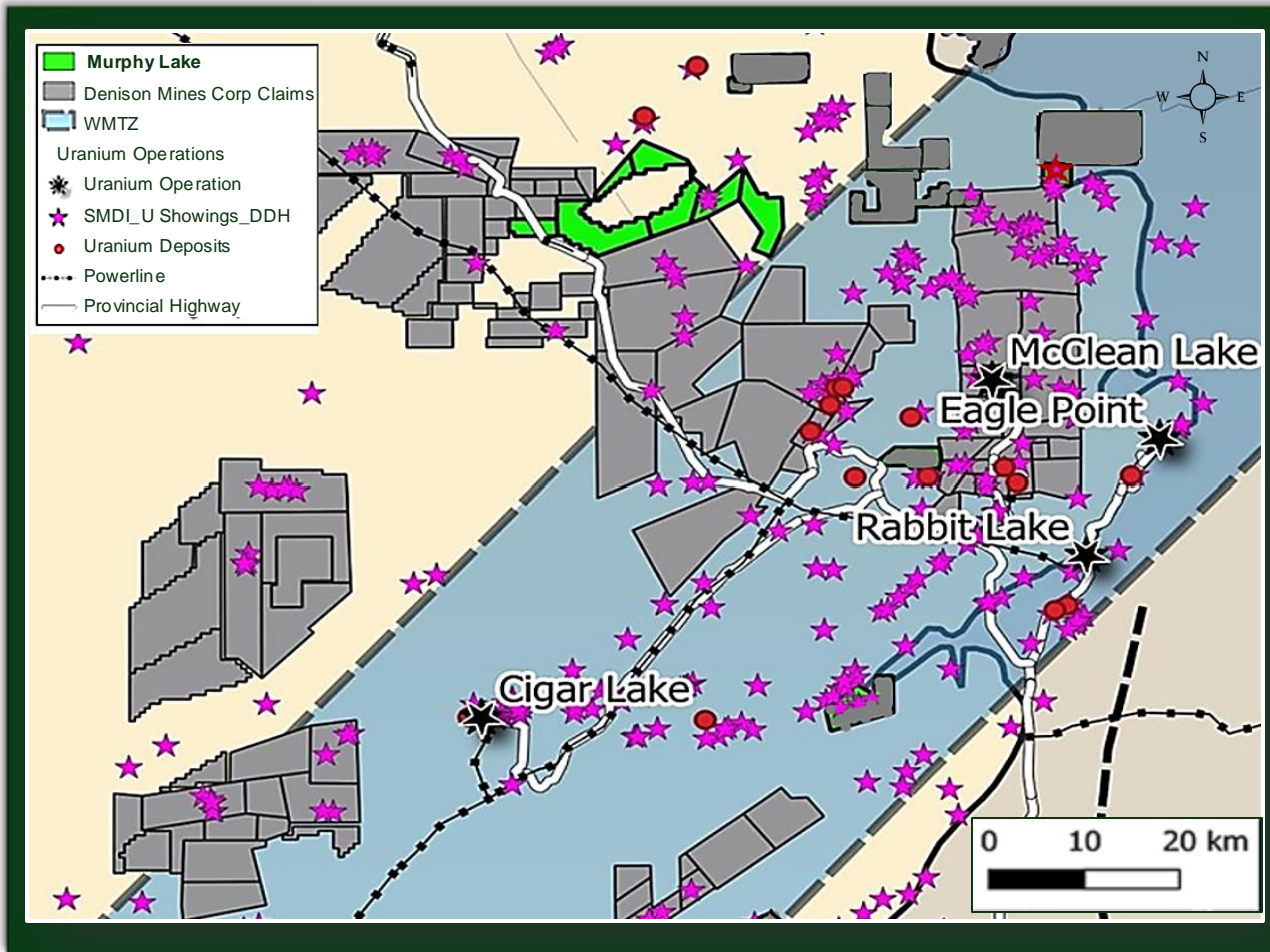 Murphy Lake
Denison Mines Corp Claims
WMTZ
Uranium Operations
Uranium Operation
SMDI_U Showings_DDH
Uranium Deposits
Powerline
Provincial Highway
N
W E
S
McClean Lake
Eagle Point
Rabbit Lake
Cigar Lake
0 10 20 km